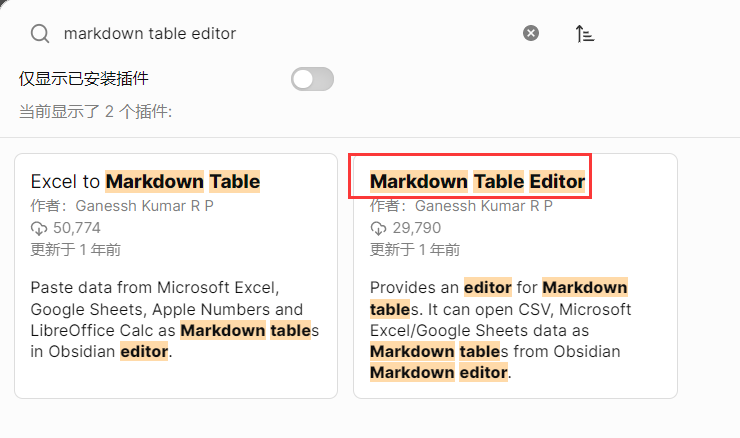 markdown table editor
仅显示已安装插件
当前显示了 2 个插件:
Excel to Markdown Table
作者：Ganessh Kumar R P
50,774
更新于 1 年前
Paste data from Microsoft Excel,
Google Sheets, Apple Numbers and
LibreOffice Calc as Markdown tables
in Obsidian editor.
Markdown Table Editor
作者：Ganessh Kumar R P
29,790
更新于 1 年前
Provides an editor for Markdown
tables. It can open CSV, Microsoft
Excel/Google Sheets data as
Markdown tables from Obsidian
Markdown editor.